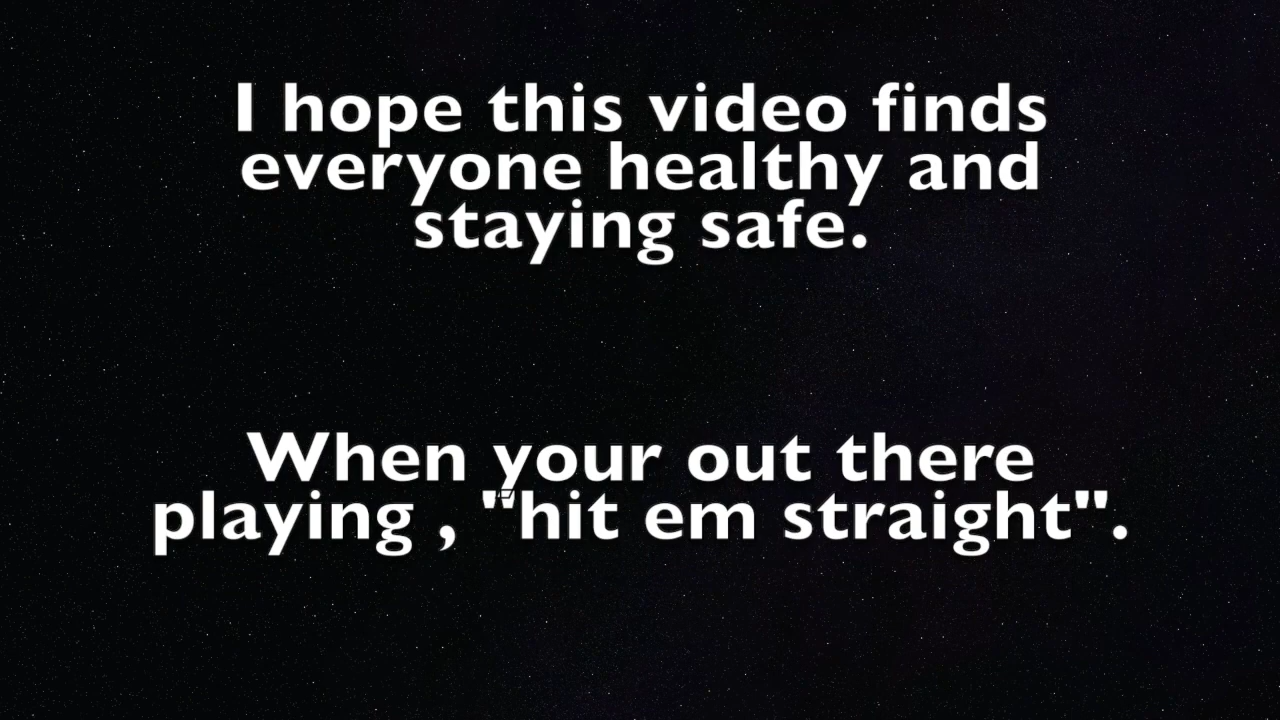 I hope this video finds
everyone healthy and
staying safe.
When your out there
playing , "hit em straight".